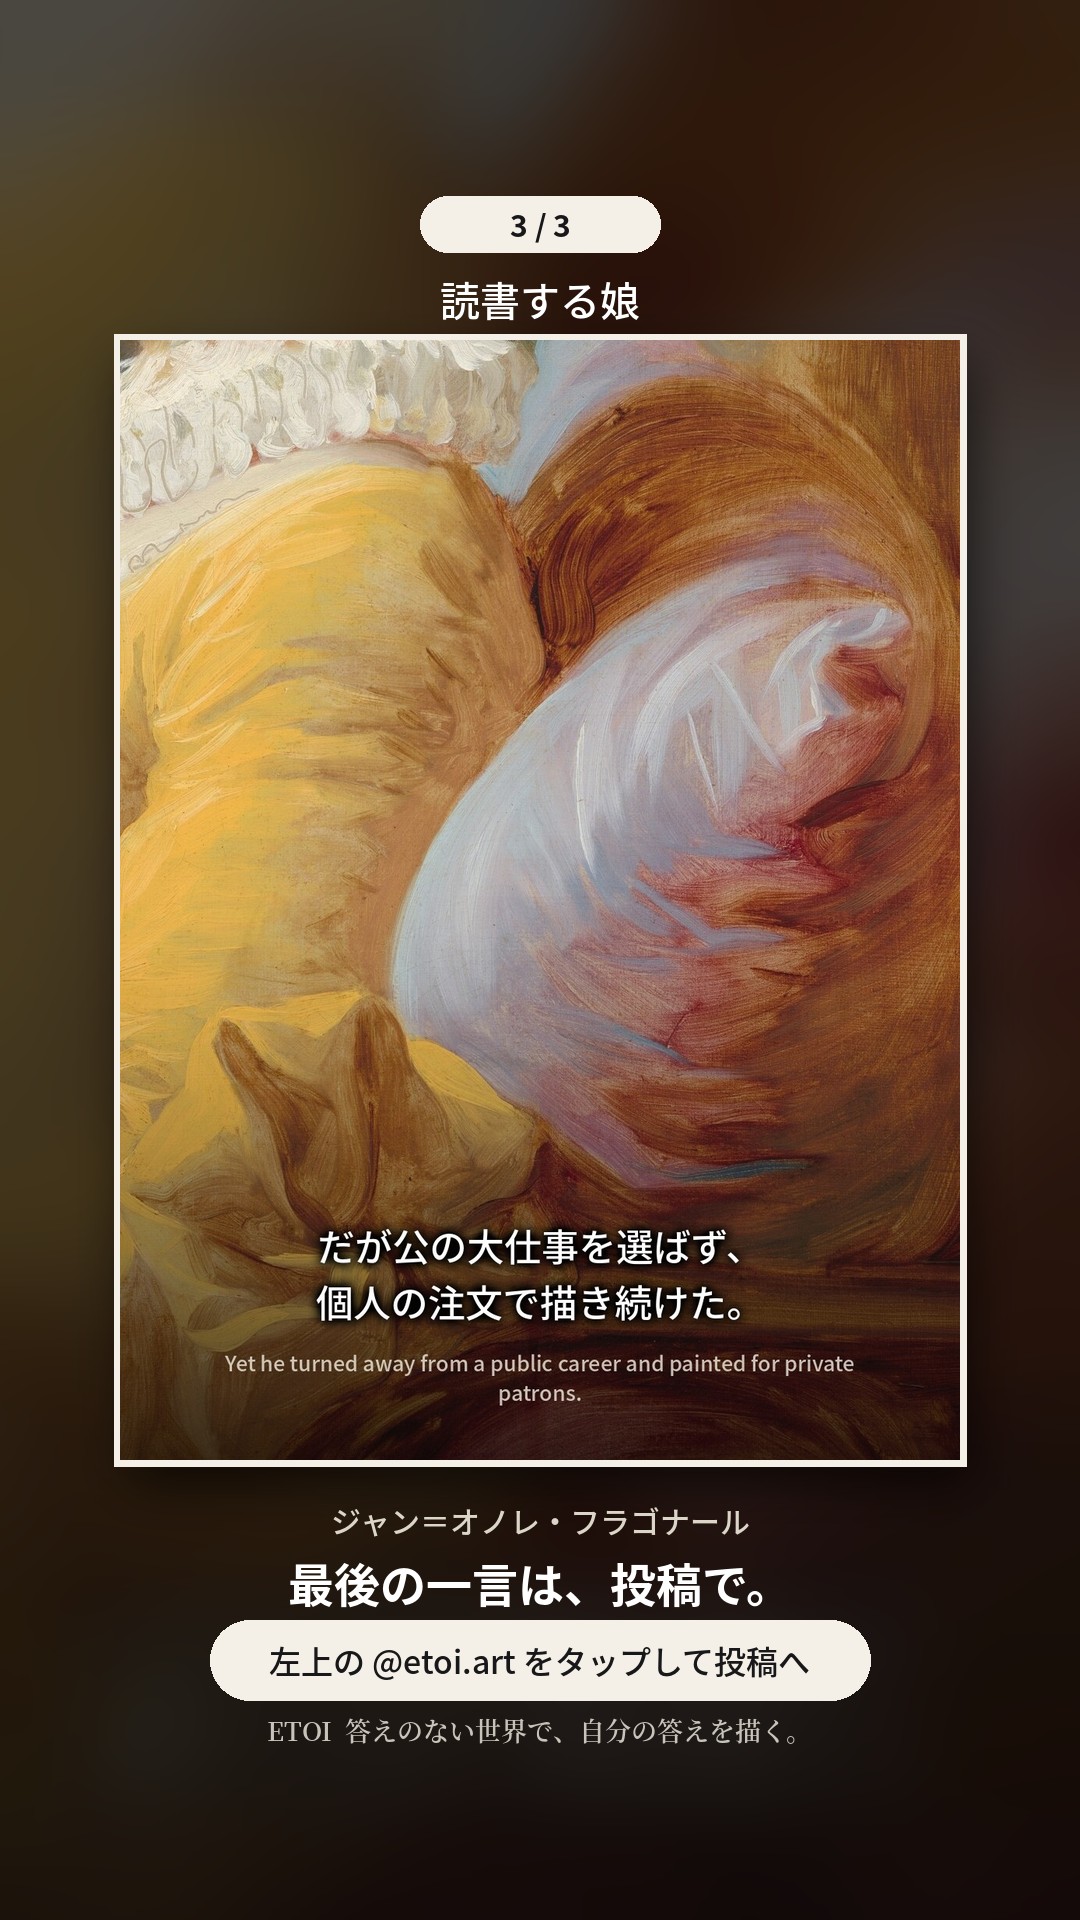 3 / 3
読書する娘
だが公の大仕事を選ばず、
個人の注文で描き続けた。
Yet he turned away from a public career and painted for private
patrons.
ジャン＝オノレ・フラゴナール
最後の一言は、投稿で。
左上の @etoi.art をタップして投稿へ
ETOI 答えのない世界で、自分の答えを描く。